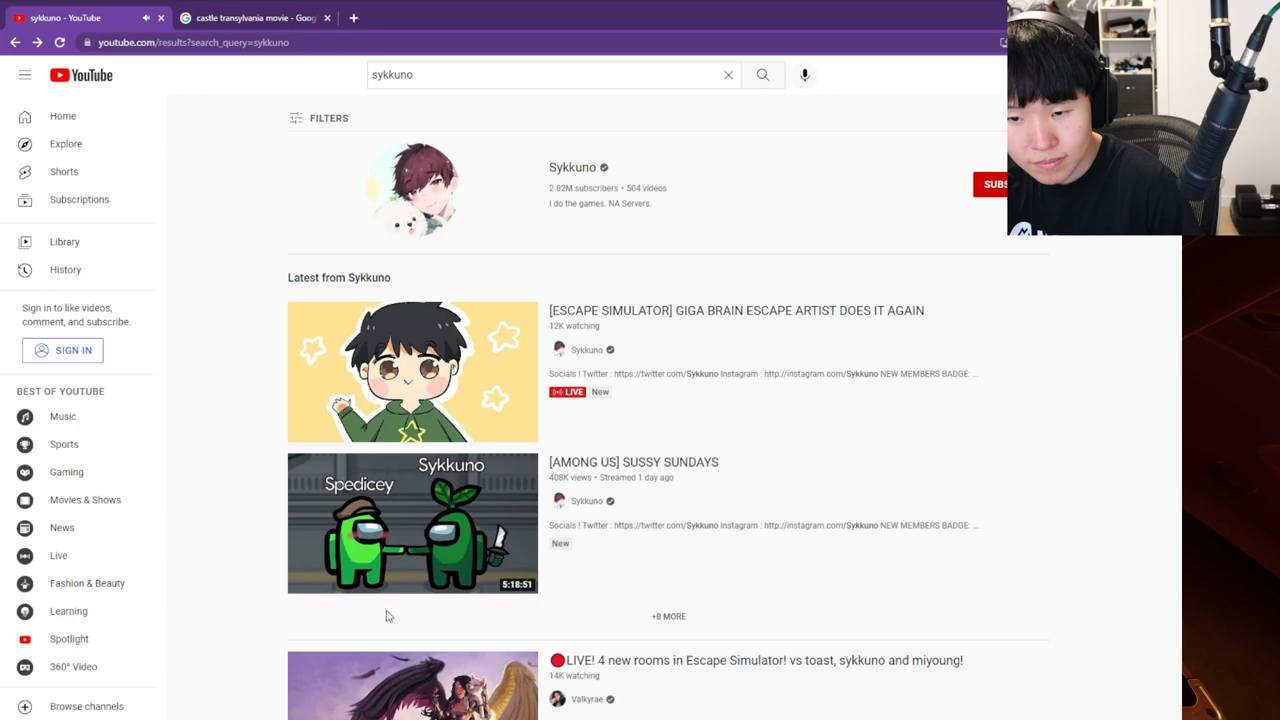 sykkuno - YouTube
castle transylvania movie - Goog
youtube.com/results?search_query=sykkuno
YouTube
sykkuno
Home
Explore
Shorts
Subscriptions
Library
History
Sign in to like videos,
comment, and subscribe.
SIGN IN
BEST OF YOUTUBE
Music
Sports
Gaming
Movies & Shows
News
Live
Fashion & Beauty
Learning
Spotlight
360° Video
Browse channels
FILTERS
Sykkuno
2.82M subscribers • 504 videos
I do the games. NA Servers.
SUBS
Latest from Sykkuno
[ESCAPE SIMULATOR] GIGA BRAIN ESCAPE ARTIST DOES IT AGAIN
12K watching
Sykkuno
Socials ! Twitter : https://twitter.com/Sykkuno Instagram : http://instagram.com/Sykkuno NEW MEMBERS BADGE: ...
LIVE New
Sykkuno
Spedicey
5:18:51
[AMONG US] SUSSY SUNDAYS
408K views • Streamed 1 day ago
Sykkuno
Socials ! Twitter : https://twitter.com/Sykkuno Instagram : http://instagram.com/Sykkuno NEW MEMBERS BADGE: ...
New
+8 MORE
🔴LIVE! 4 new rooms in Escape Simulator! vs toast, sykkuno and miyoung!
14K watching
Valkyrae